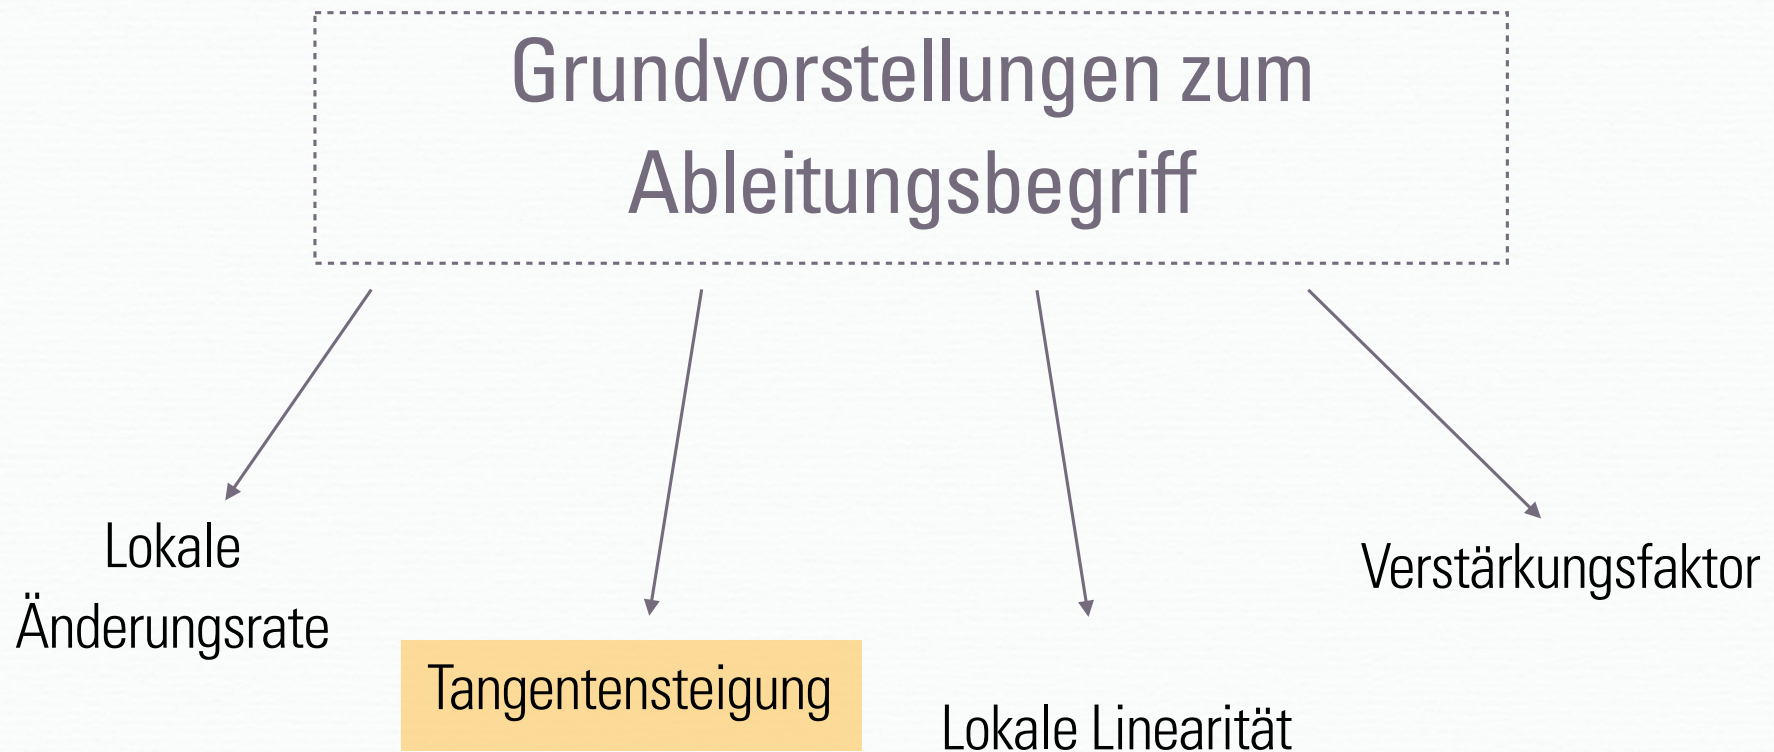 Grundvorstellungen zum
Ableitungsbegriff
Lokale
Änderungsrate
Tangentensteigung
Lokale Linearität
Verstärkungsfaktor